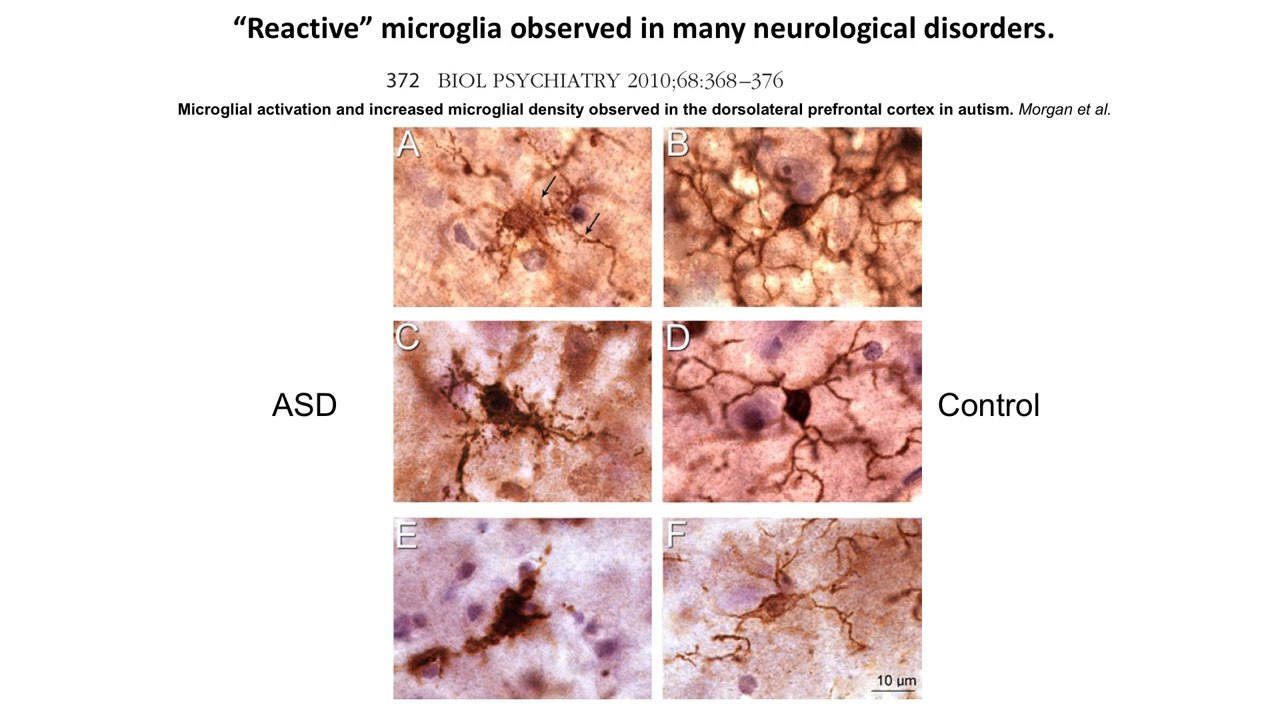 “Reactive” microglia observed in many neurological disorders.
372 BIOL PSYCHIATRY 2010;68:368–376
Microglial activation and increased microglial density observed in the dorsolateral prefrontal cortex in autism. Morgan et al.
A
B
C
D
ASD
Control
E
F
10 µm